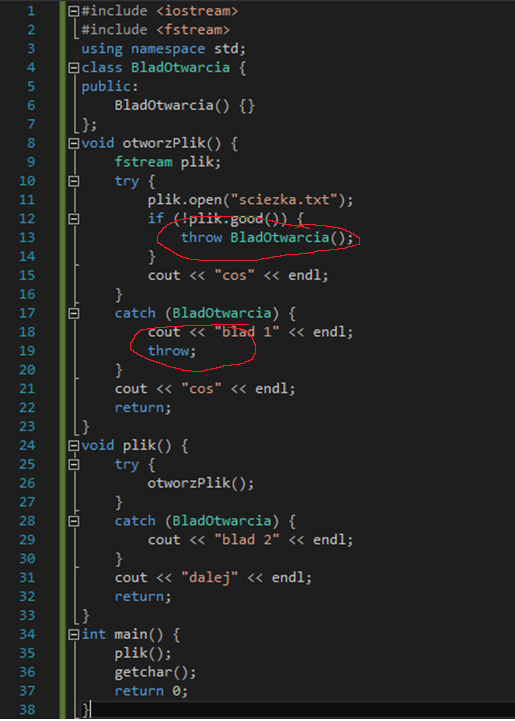 1 #include <iostream>
2 #include <fstream>
3 using namespace std;
4 class BladOtwarcia {
5 public:
6     BladOtwarcia() {}
7 };
8 void otworzPlik() {
9     fstream plik;
10     try {
11         plik.open("sciezka.txt");
12         if (!plik.good()) {
13             throw BladOtwarcia();
14         }
15         cout << "cos" << endl;
16     }
17     catch (BladOtwarcia) {
18         cout << "blad 1" << endl;
19         throw;
20     }
21     cout << "cos" << endl;
22     return;
23 }
24 void plik() {
25     try {
26         otworzPlik();
27     }
28     catch (BladOtwarcia) {
29         cout << "blad 2" << endl;
30     }
31     cout << "dalej" << endl;
32     return;
33 }
34 int main() {
35     plik();
36     getchar();
37     return 0;
38 }